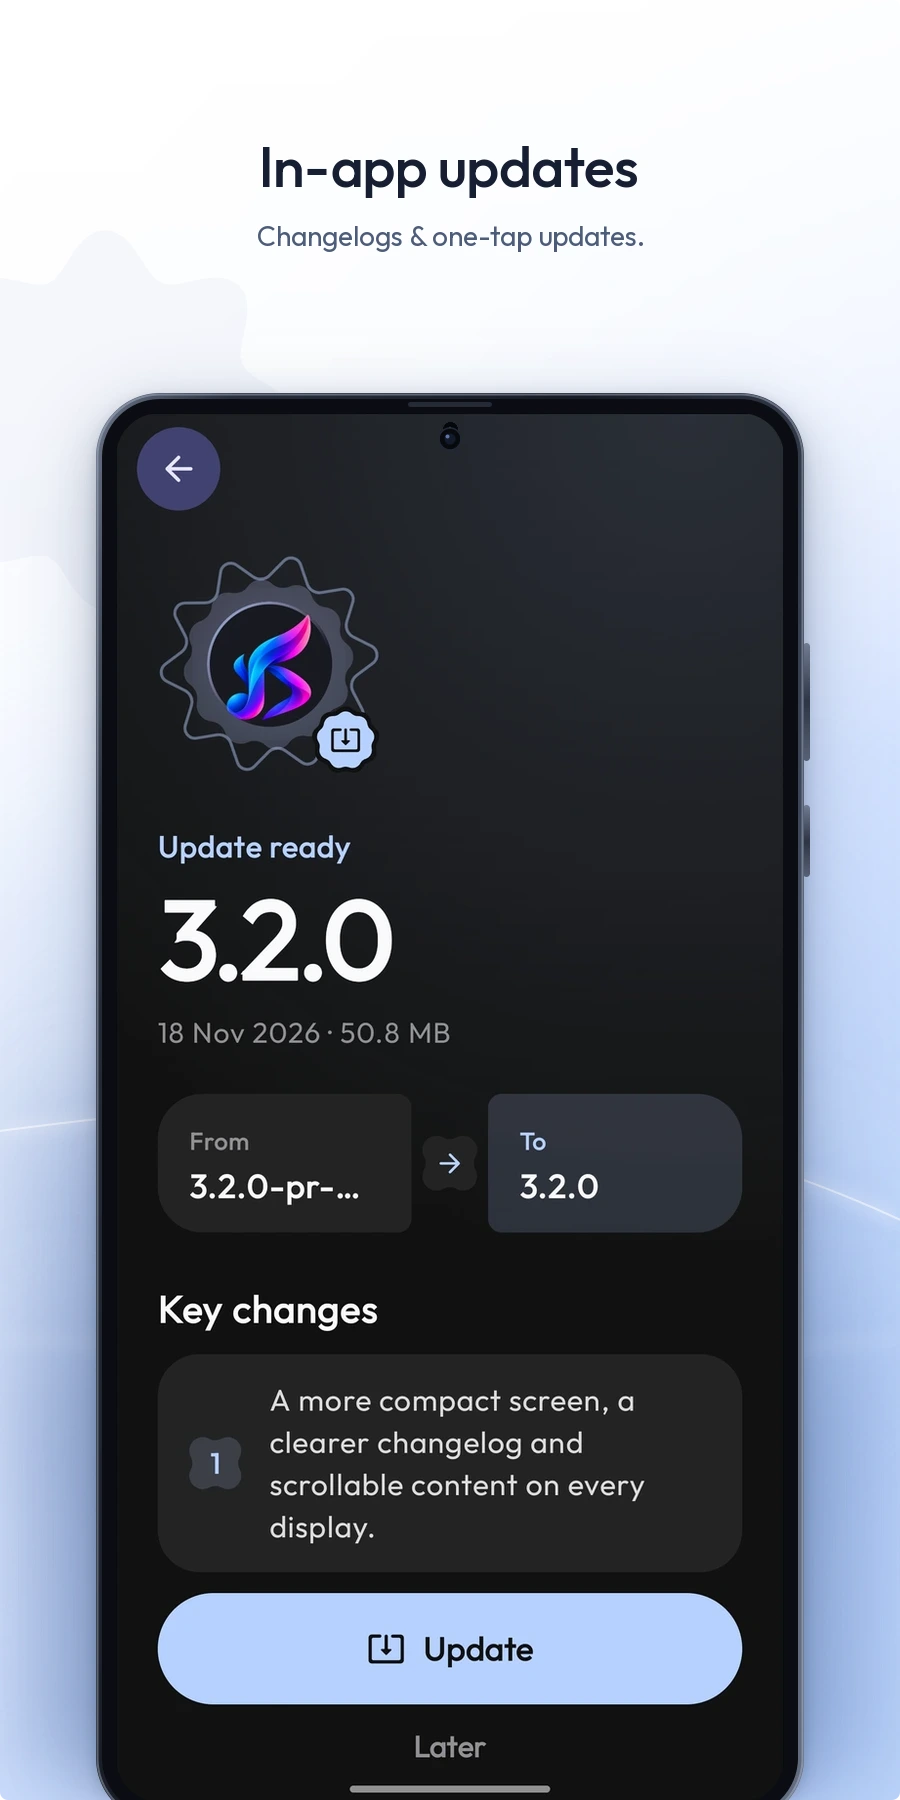 In-app updates
Changelogs & one-tap updates.
Update ready
3.2.0
18 Nov 2026 · 50.8 MB
From
3.2.0-pr-...
To
3.2.0
Key changes
1
A more compact screen, a
clearer changelog and
scrollable content on every
display.
Update
Later